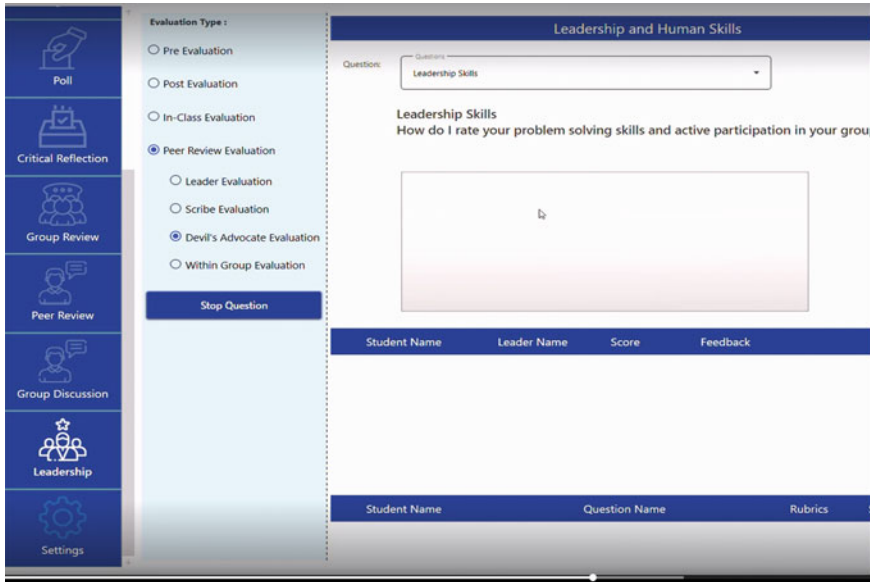 Poll
Critical Reflection
Group Review
Peer Review
Group Discussion
Leadership
Settings
Evaluation Type :
Pre Evaluation
Post Evaluation
In-Class Evaluation
Peer Review Evaluation
Leader Evaluation
Scribe Evaluation
Devil's Advocate Evaluation
Within Group Evaluation
Stop Question
Leadership and Human Skills
Question:
Questions
Leadership Skills
Leadership Skills
How do I rate your problem solving skills and active participation in your
Student Name Leader Name Score Feedback
Student Name Question Name Rubrics